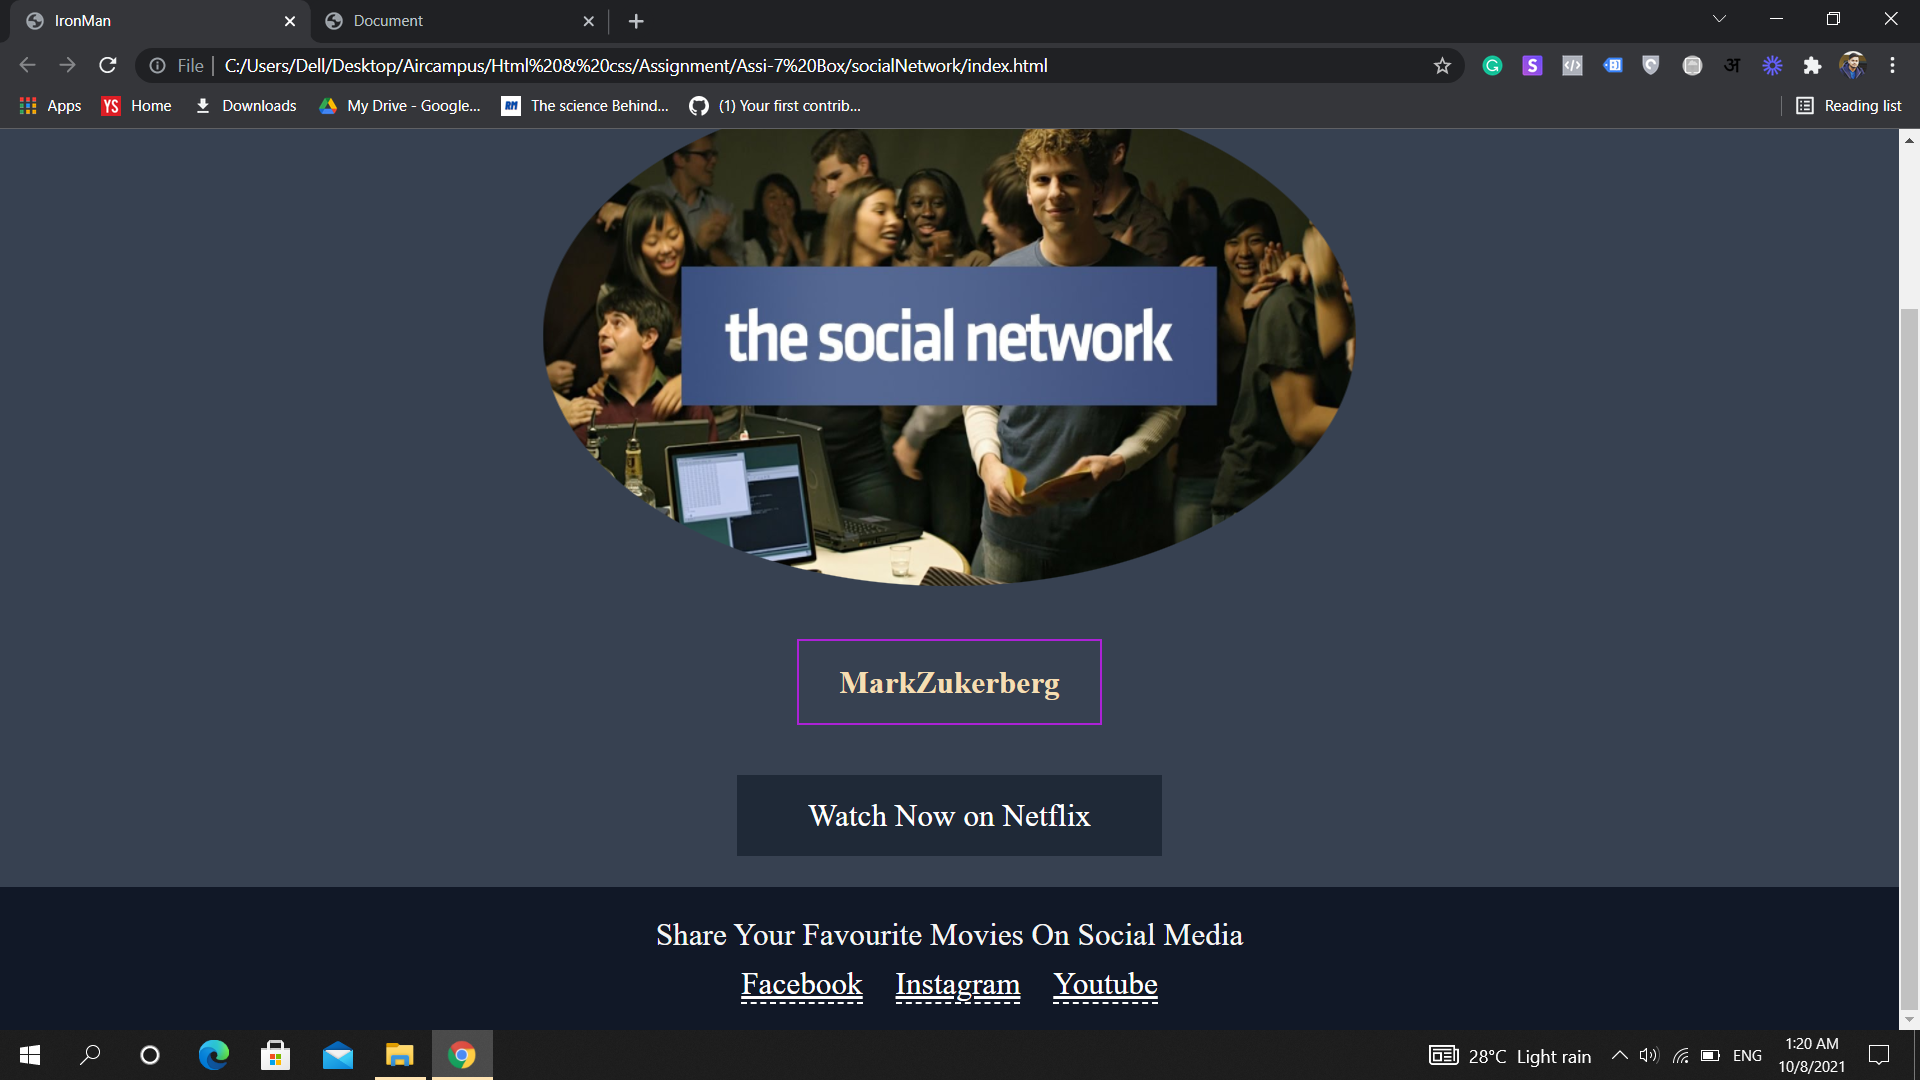 IronMan
Document
File
C:/Users/Dell/Desktop/Aircampus/Html%20&%20css/Assignment/Assi-7%20Box/socialNetwork/index.html
Apps
YS Home
Downloads
My Drive - Google...
RM The science Behind...
(1) Your first contrib...
Reading list
the social network
MarkZukerberg
Watch Now on Netflix
Share Your Favourite Movies On Social Media
Facebook Instagram Youtube
28°C Light rain
ENG
1:20 AM
10/8/2021